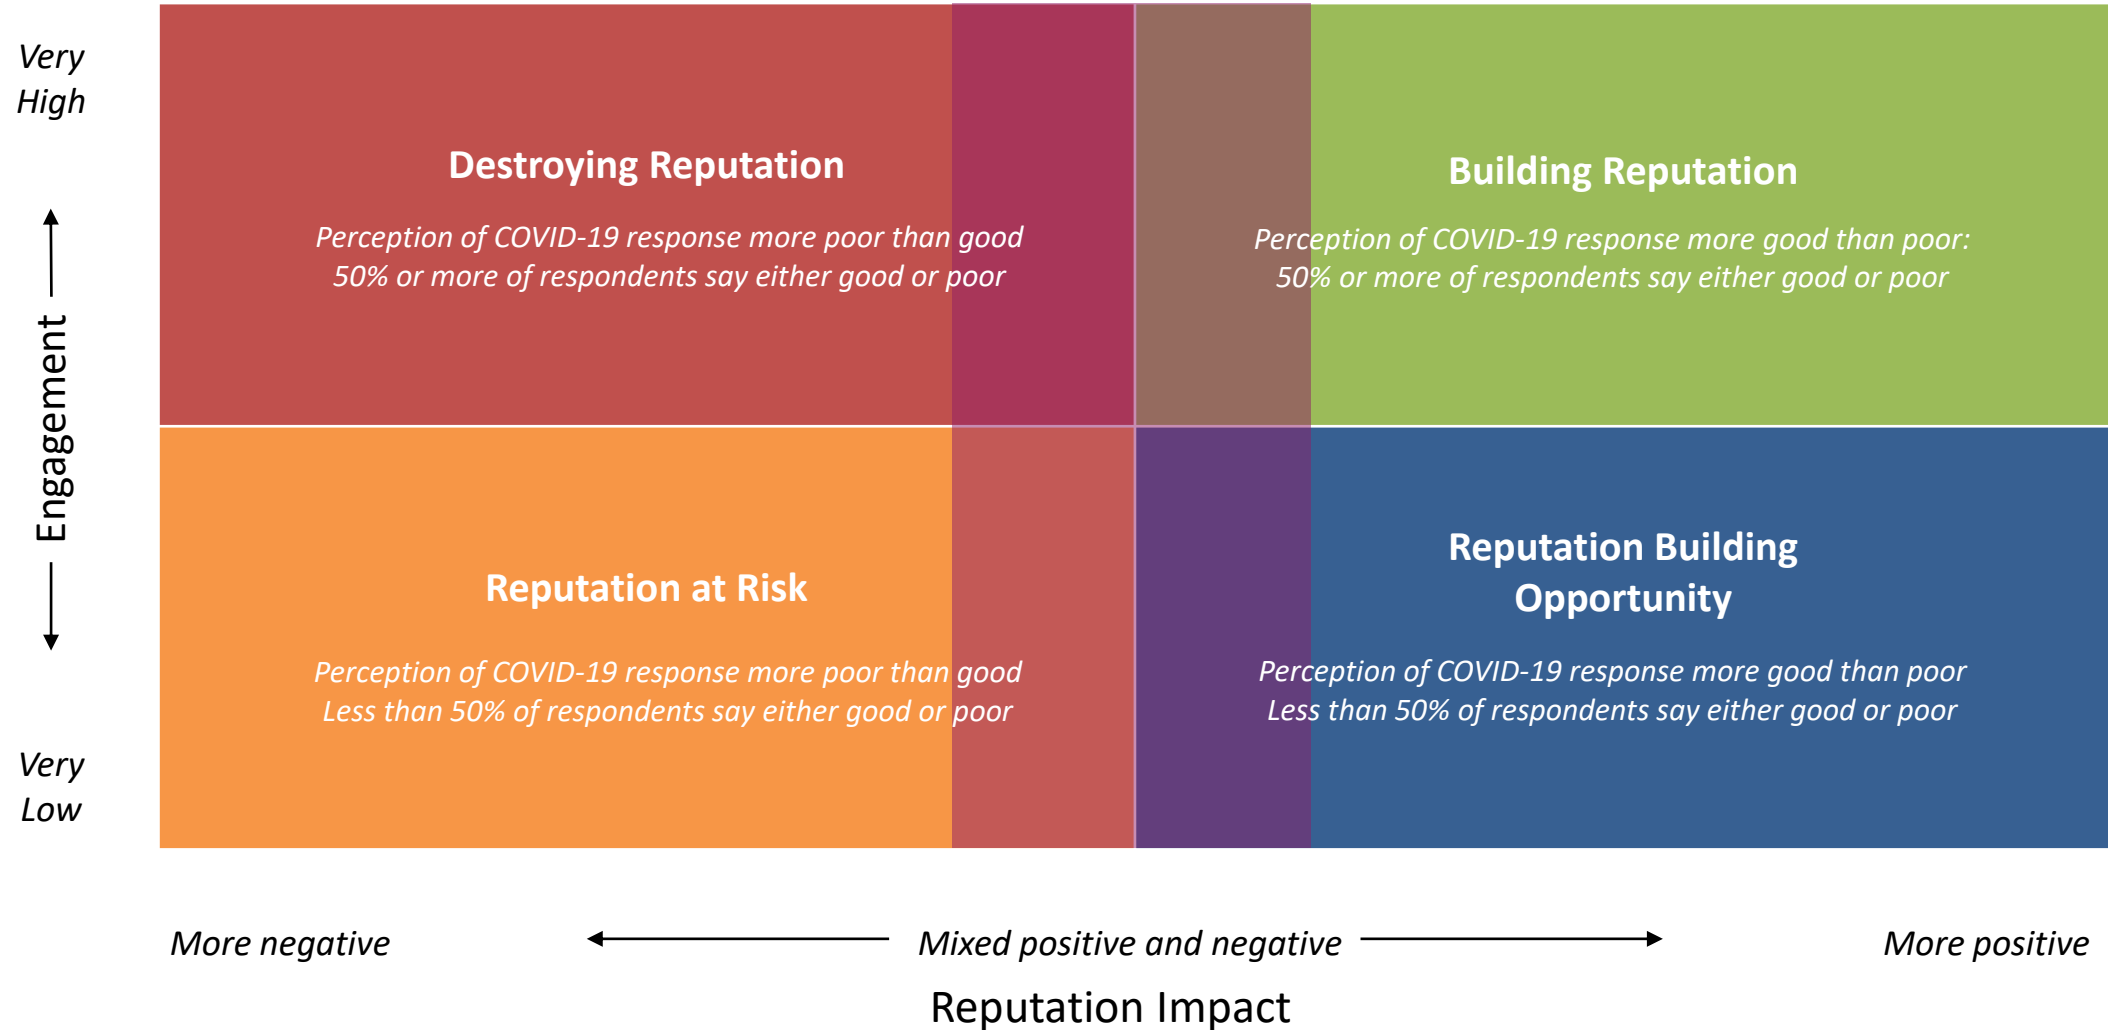 Very
High
Engagement
Very
Low
Destroying Reputation
Perception of COVID-19 response more poor than good
50% or more of respondents say either good or poor
Building Reputation
Perception of COVID-19 response more good than poor:
50% or more of respondents say either good or poor
Reputation at Risk
Perception of COVID-19 response more poor than good
Less than 50% of respondents say either good or poor
Reputation Building
Opportunity
Perception of COVID-19 response more good than poor
Less than 50% of respondents say either good or poor
More negative
Mixed positive and negative
More positive
Reputation Impact